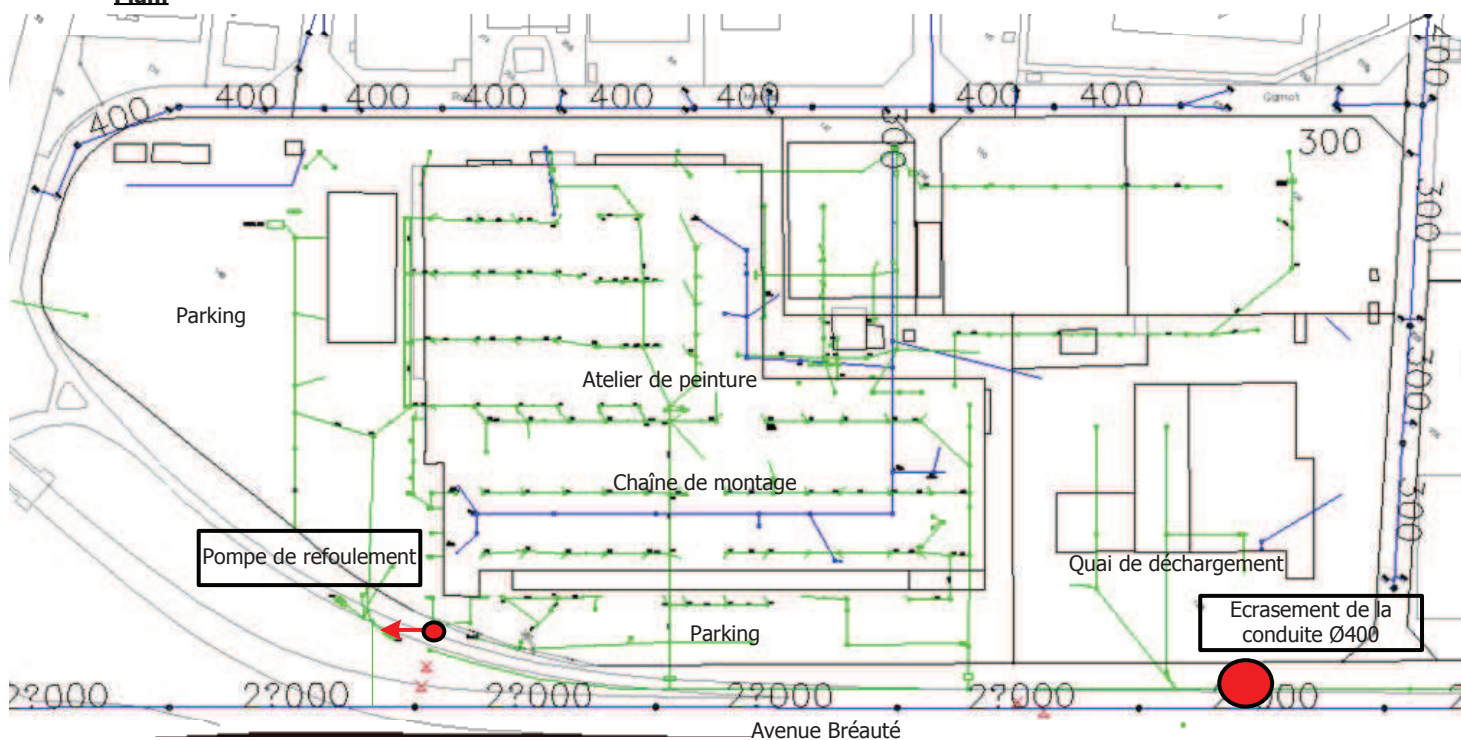 Plan:
400
400
400
400
400
400
400
400
400
300
300
300
300
300
Gamot
Parking
Atelier de peinture
Chaîne de montage
Pompe de refoulement
Quai de déchargement
Ecrasement de la
conduite Ø400
Parking
2?000
2?000
2?000
2?000
2?000
Avenue Bréauté